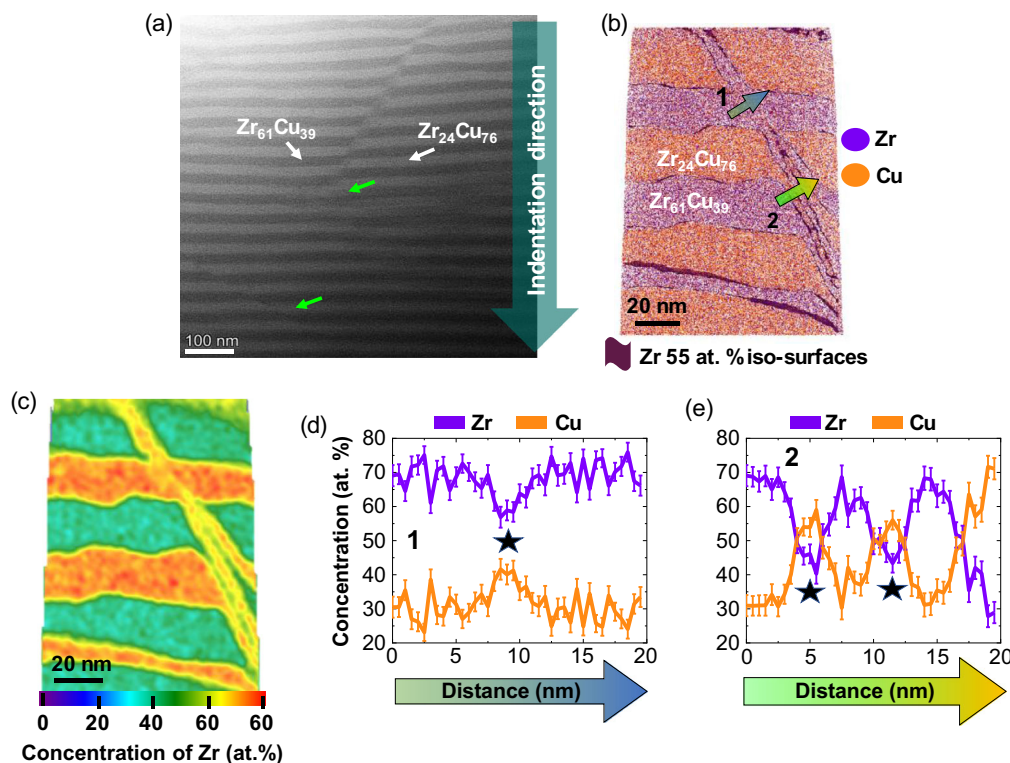 (a)
Zr61Cu39
Zr24Cu76
Indentation direction
100 nm
(b)
1
Zr24Cu76
Zr61Cu39
2
20 nm
Zr
Cu
Zr 55 at. % iso-surfaces
(c)
20 nm
0 20 40 60 80 60
Concentration of Zr (at.%)
(d)
Zr Cu
Concentration (at. %)
80
70
60
50
40
30
20
1
0 5 10 15 20
Distance (nm)
(e)
Zr Cu
80
70
60
50
40
30
20
2
0 5 10 15 20
Distance (nm)